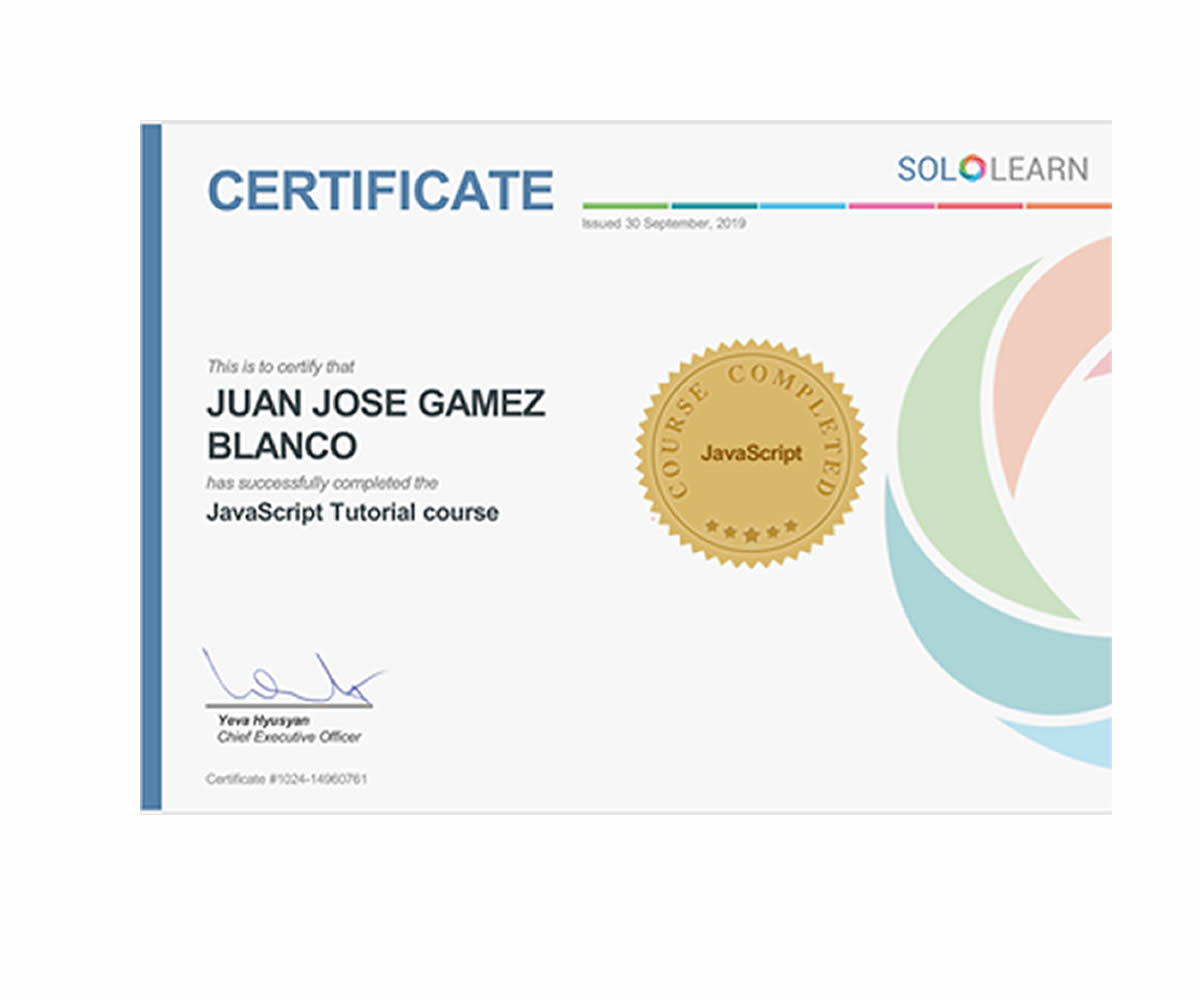 CERTIFICATE
SOLOLEARN
Issued 30 September, 2019
This is to certify that
JUAN JOSE GAMEZ
BLANCO
has successfully completed the
JavaScript Tutorial course
COURSE COMPLETED
JavaScript
Yeva Hyusyan
Chief Executive Officer
Certificate #1024-14960761